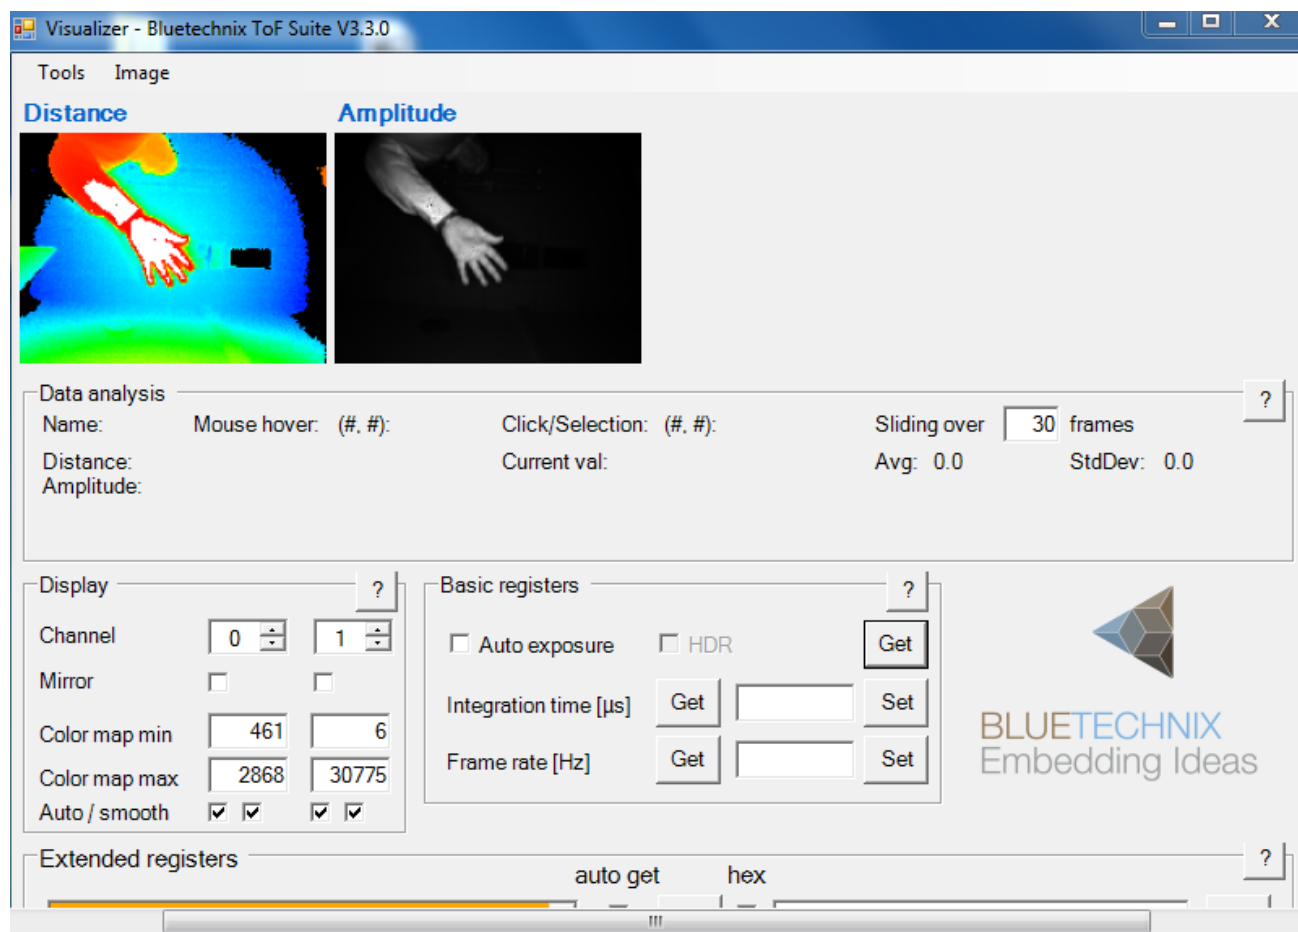 Visualizer - Bluetechnix ToF Suite V3.3.0
Tools Image
Distance Amplitude
Data analysis ?
Name: Mouse hover: (#, #): Click/Selection: (#, #): Sliding over 30 frames
Distance: Current val: Avg: 0.0 StdDev: 0.0
Amplitude:
Display ? Basic registers ?
Channel 0 1 Auto exposure HDR Get
Mirror
Integration time [µs] Get Set
Color map min 461 6
Frame rate [Hz] Get Set
Color map max 2868 30775
Auto / smooth
BLUETECHNIX
Embedding Ideas
Extended registers ?
auto get hex